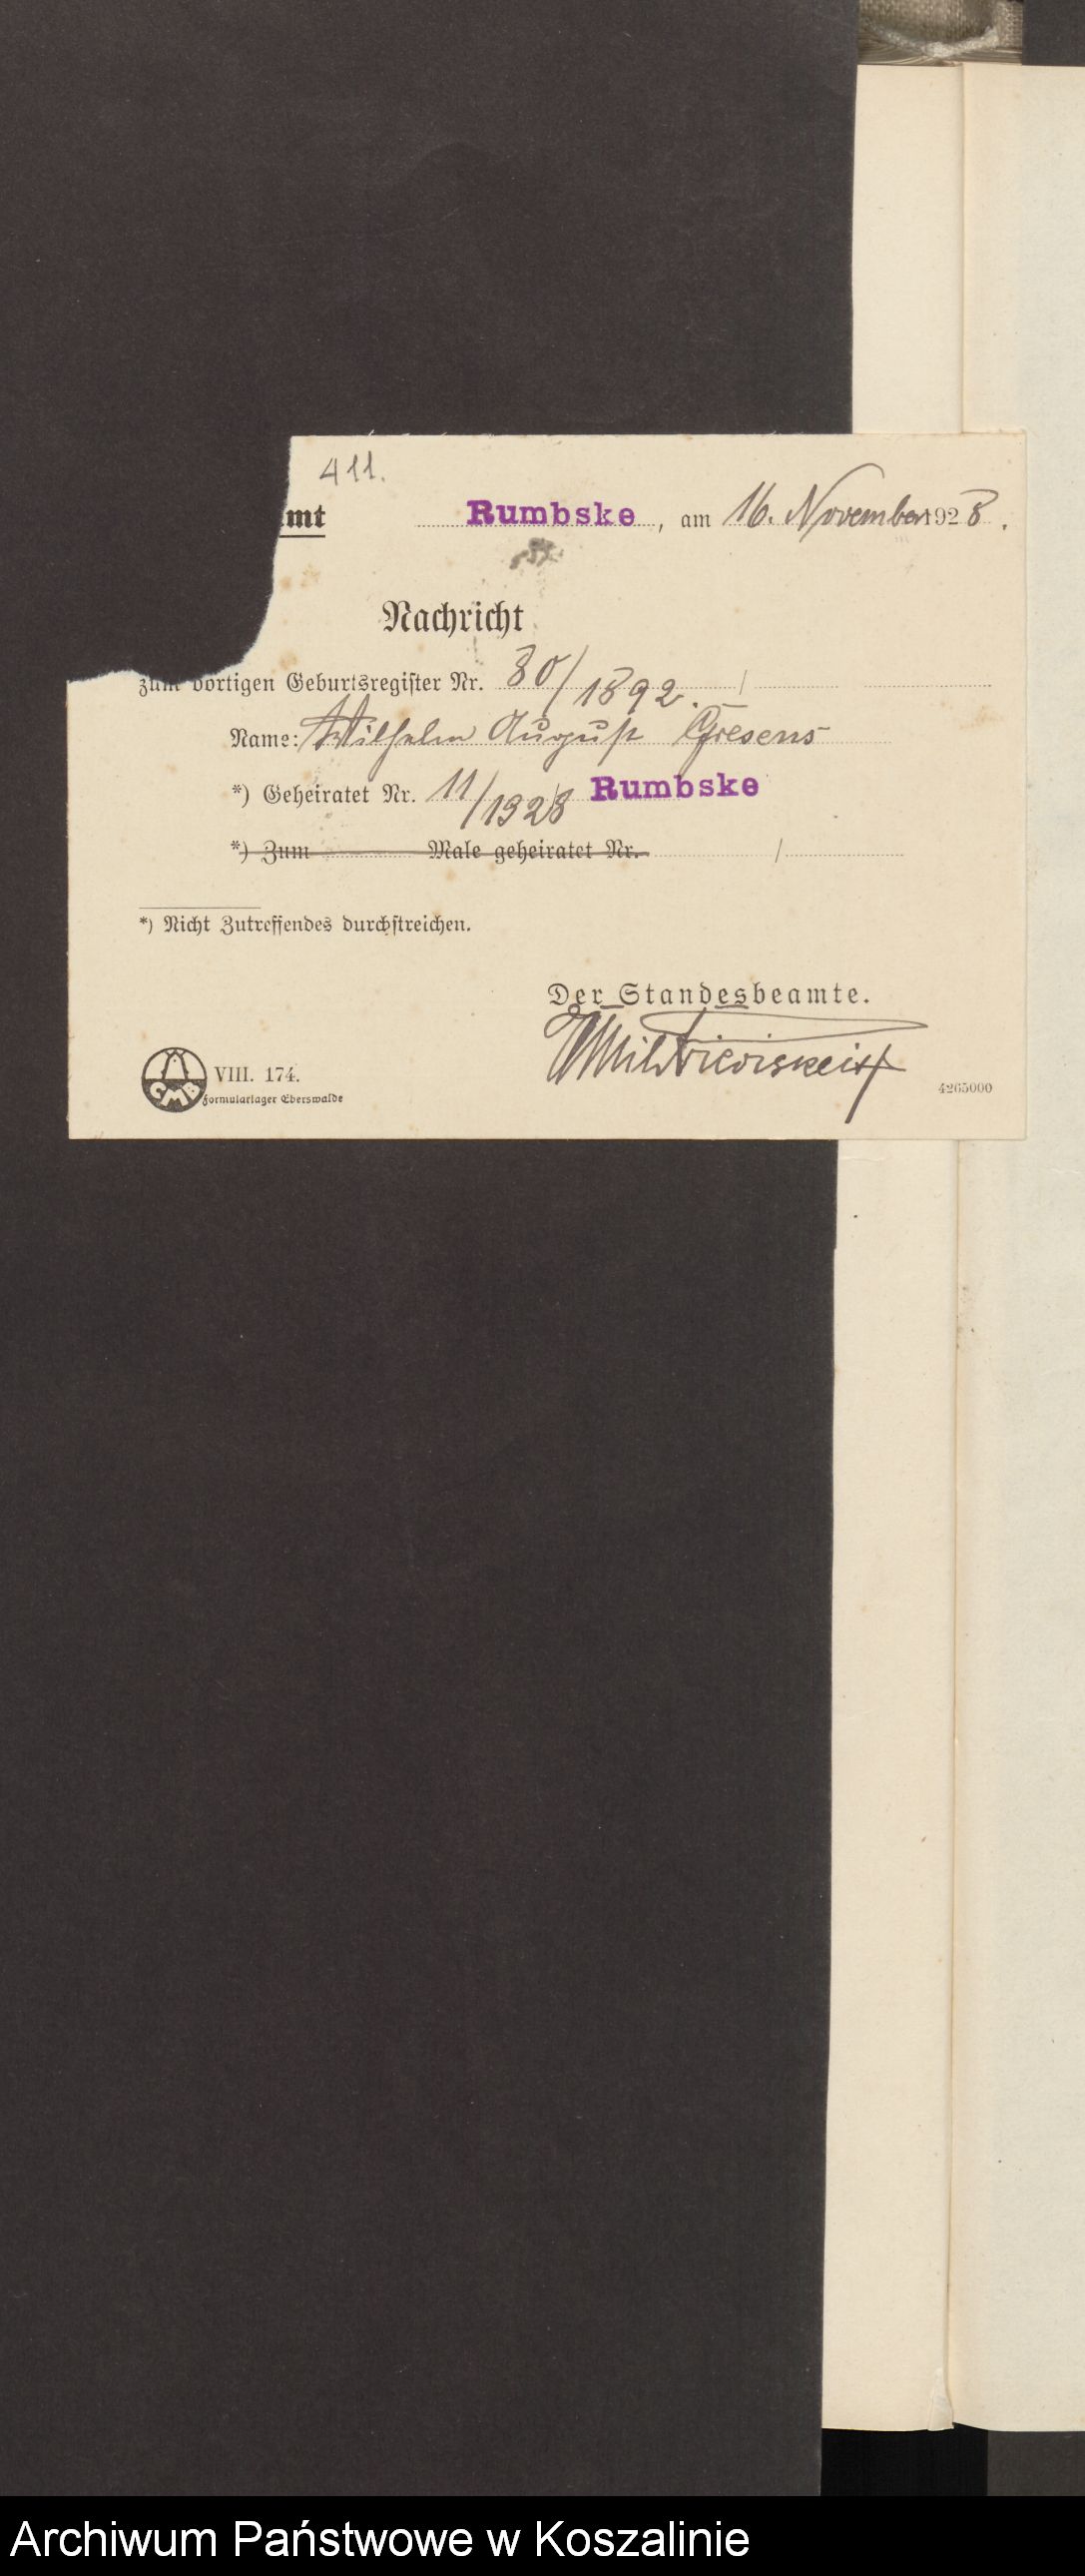 411.
mt Rumbske, am 16. November 1928.
Nachricht
zum dortigen Geburtsregister Nr. 80/1892.
Name: Wilhelm August Giesens
*) Geheiratet Nr. 11/1928 Rumbske
*) Zum Male geheiratet Nr. /
*) Nicht Zutreffendes durchstreichen.
Der Standesbeamte.
VIII. 174.
Formularlager Eberswalde
4265000
Archiwum Państwowe w Koszalinie